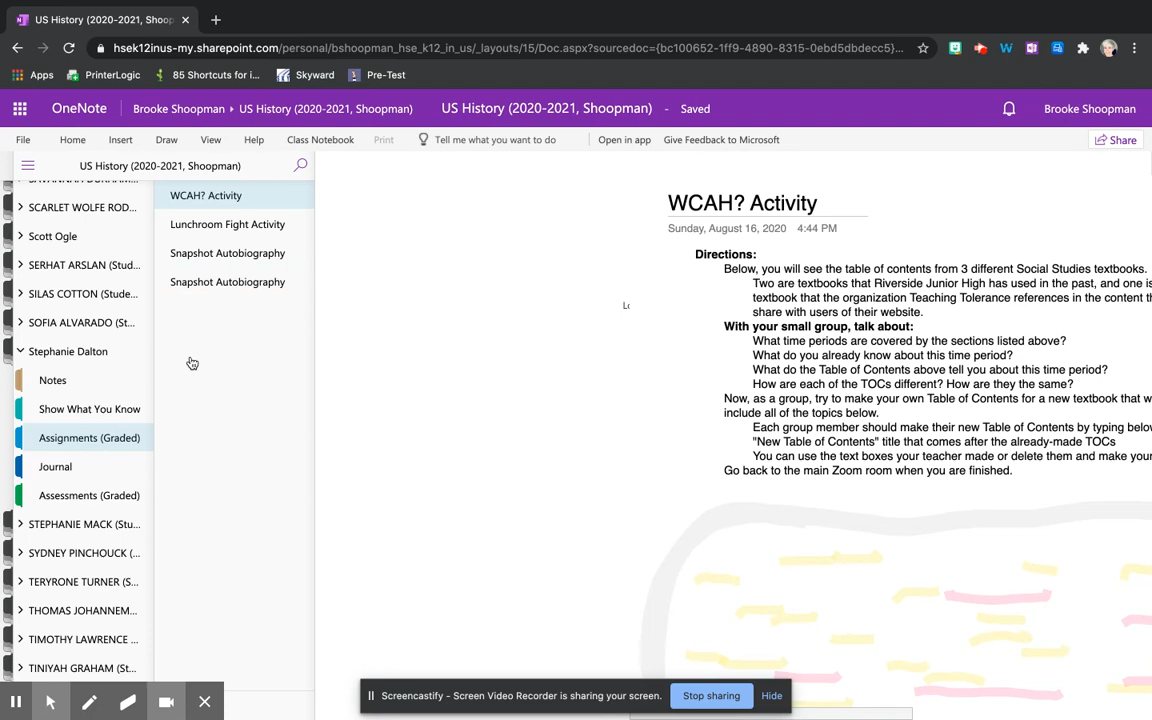 US History (2020-2021, Shoop
hsek12inus-my.sharepoint.com/personal/bshoopman_hse_k12_in_us/_layouts/15/Doc.aspx?sourcedoc={bc100652-1ff9-4890-8315-0ebd5dbdecc5}...
Apps PrinterLogic 85 Shortcuts for i... Skyward Pre-Test
OneNote Brooke Shoopman ▸ US History (2020-2021, Shoopman) US History (2020-2021, Shoopman) - Saved Brooke Shoopman
File Home Insert Draw View Help Class Notebook Print Tell me what you want to do Open in app Give Feedback to Microsoft Share
US History (2020-2021, Shoopman)
SCARLET WOLFE ROD...
Scott Ogle
SERHAT ARSLAN (Stud...
SILAS COTTON (Stude...
SOFIA ALVARADO (St...
Stephanie Dalton
Notes
Show What You Know
Assignments (Graded)
Journal
Assessments (Graded)
STEPHANIE MACK (Stu...
SYDNEY PINCHOUCK (...
TERYRONE TURNER (S...
THOMAS JOHANNEM...
TIMOTHY LAWRENCE ...
TINIYAH GRAHAM (St...
WCAH? Activity
Lunchroom Fight Activity
Snapshot Autobiography
Snapshot Autobiography
WCAH? Activity
Sunday, August 16, 2020 4:44 PM
Directions:
Below, you will see the table of contents from 3 different Social Studies textbooks.
Two are textbooks that Riverside Junior High has used in the past, and one is
textbook that the organization Teaching Tolerance references in the content th
share with users of their website.
With your small group, talk about:
What time periods are covered by the sections listed above?
What do you already know about this time period?
What do the Table of Contents above tell you about this time period?
How are each of the TOCs different? How are they the same?
Now, as a group, try to make your own Table of Contents for a new textbook that w
include all of the topics below.
Each group member should make their new Table of Contents by typing below
"New Table of Contents" title that comes after the already-made TOCs
You can use the text boxes your teacher made or delete them and make your
Go back to the main Zoom room when you are finished.
Screencastify - Screen Video Recorder is sharing your screen. Stop sharing Hide